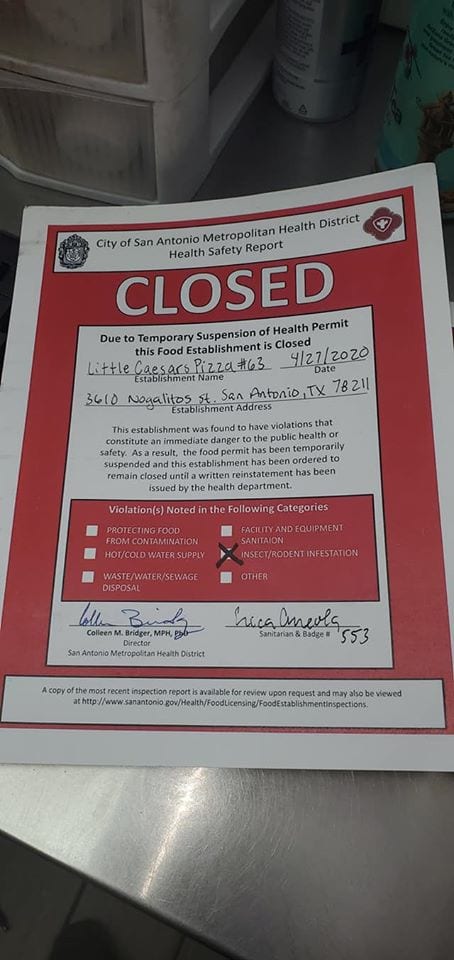 City of San Antonio Metropolitan Health District
Health Safety Report
CLOSED
Due to Temporary Suspension of Health Permit
this Food Establishment is Closed
Little Caesars Pizza #63 4/27/2020
Establishment Name Date
3610 Nogalitos St. San Antonio, TX 78211
Establishment Address
This establishment was found to have violations that
constitute an immediate danger to the public health or
safety. As a result, the food permit has been temporarily
suspended and this establishment has been ordered to
remain closed until a written reinstatement has been
issued by the health department.
Violation(s) Noted in the Following Categories
PROTECTING FOOD
FROM CONTAMINATION
HOT/COLD WATER SUPPLY
WASTE/WATER/SEWAGE
DISPOSAL
FACILITY AND EQUIPMENT
SANITAION
INSECT/RODENT INFESTATION
OTHER
Colleen M. Bridger, MPH, PhD
Director
San Antonio Metropolitan Health District
Sanitarian & Badge # 553
A copy of the most recent inspection report is available for review upon request and may also be viewed
at http://www.sanantonio.gov/Health/FoodLicensing/FoodEstablishmentInspections.